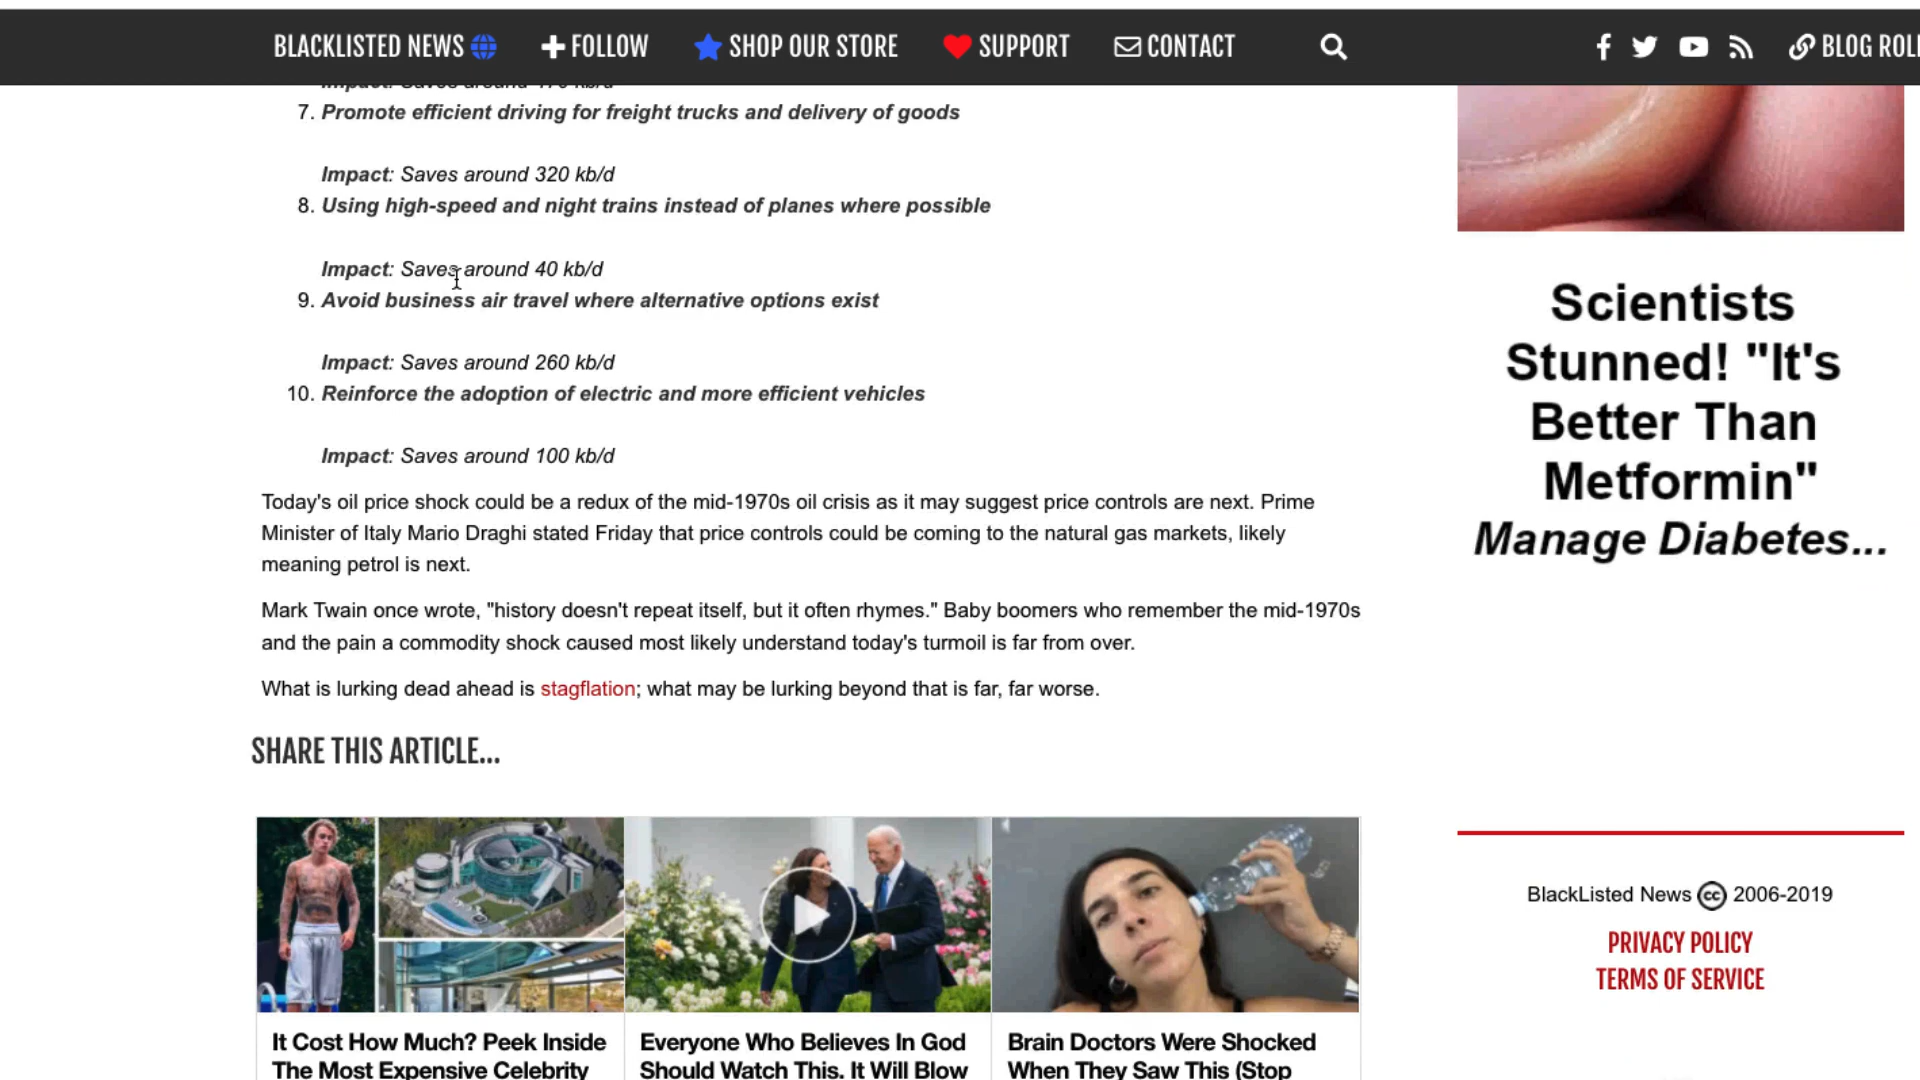 BLACKLISTED NEWS FOLLOW SHOP OUR STORE SUPPORT CONTACT BLOG ROLL
7. Promote efficient driving for freight trucks and delivery of goods
Impact: Saves around 320 kb/d
8. Using high-speed and night trains instead of planes where possible
Impact: Saves around 40 kb/d
9. Avoid business air travel where alternative options exist
Impact: Saves around 260 kb/d
10. Reinforce the adoption of electric and more efficient vehicles
Impact: Saves around 100 kb/d
Today's oil price shock could be a redux of the mid-1970s oil crisis as it may suggest price controls are next. Prime
Minister of Italy Mario Draghi stated Friday that price controls could be coming to the natural gas markets, likely
meaning petrol is next.
Mark Twain once wrote, "history doesn't repeat itself, but it often rhymes." Baby boomers who remember the mid-1970s
and the pain a commodity shock caused most likely understand today's turmoil is far from over.
What is lurking dead ahead is stagflation; what may be lurking beyond that is far, far worse.
SHARE THIS ARTICLE...
It Cost How Much? Peek Inside
The Most Expensive Celebrity
Everyone Who Believes In God
Should Watch This. It Will Blow
Brain Doctors Were Shocked
When They Saw This (Stop
Scientists
Stunned! "It's
Better Than
Metformin"
Manage Diabetes...
BlackListed News cc 2006-2019
PRIVACY POLICY
TERMS OF SERVICE